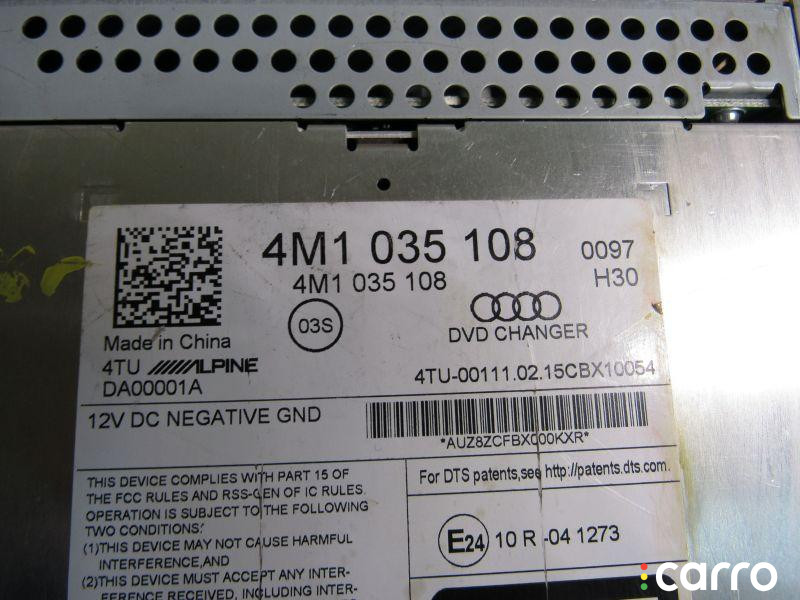 4M1 035 108
0097
4M1 035 108
H30
03S
DVD CHANGER
Made in China
4TU ALPINE
DA00001A
4TU-00111.02.15CBX10054
12V DC NEGATIVE GND
*AUZ8ZCFBX000KXR*
THIS DEVICE COMPLIES WITH PART 15 OF
THE FCC RULES AND RSS-GEN OF IC RULES.
OPERATION IS SUBJECT TO THE FOLLOWING
TWO CONDITIONS:
(1)THIS DEVICE MAY NOT CAUSE HARMFUL
INTERFERENCE,AND
(2)THIS DEVICE MUST ACCEPT ANY INTER-
FERENCE RECEIVED, INCLUDING INTER-
For DTS patents,see http://patents.dts.com.
E24 10 R -04 1273
carro